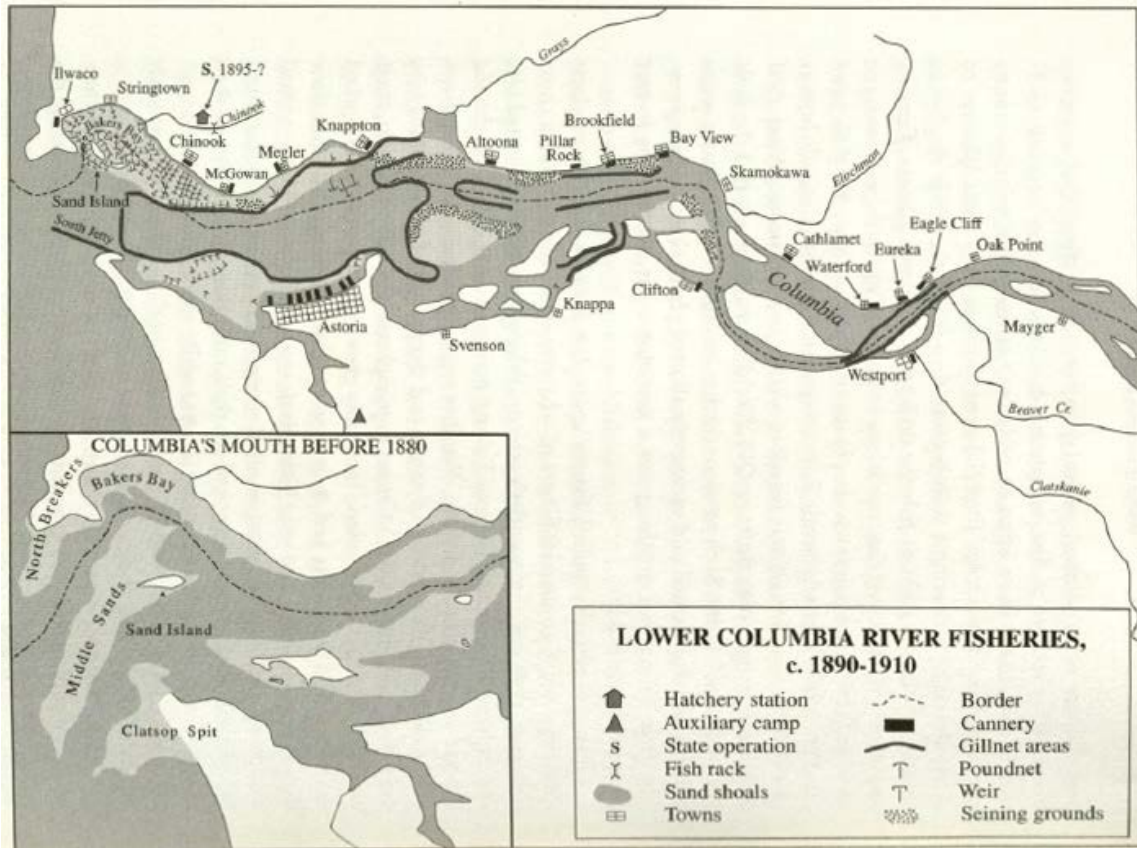 Ilwaco
Stringtown
S. 1895-?
Chinook
Grays
Bakers Bay
Chinook
McGowan
Megler
Knappton
Altoona
Pillar
Rock
Brookfield
Bay View
Skamokawa
Elochman
Sand Island
South Jetty
Astoria
Svenson
Knappa
Clifton
Cathlamet
Waterford
Eureka
Eagle Cliff
Oak Point
Columbia
Mayger
Westport
Beaver Cr.
Clatskanie
COLUMBIA'S MOUTH BEFORE 1880
North Breakers
Bakers Bay
Middle Sands
Sand Island
Clatsop Spit
LOWER COLUMBIA RIVER FISHERIES,
c. 1890-1910
Hatchery station
Auxiliary camp
S State operation
Fish rack
Sand shoals
Towns
Border
Cannery
Gillnet areas
Poundnet
Weir
Seining grounds